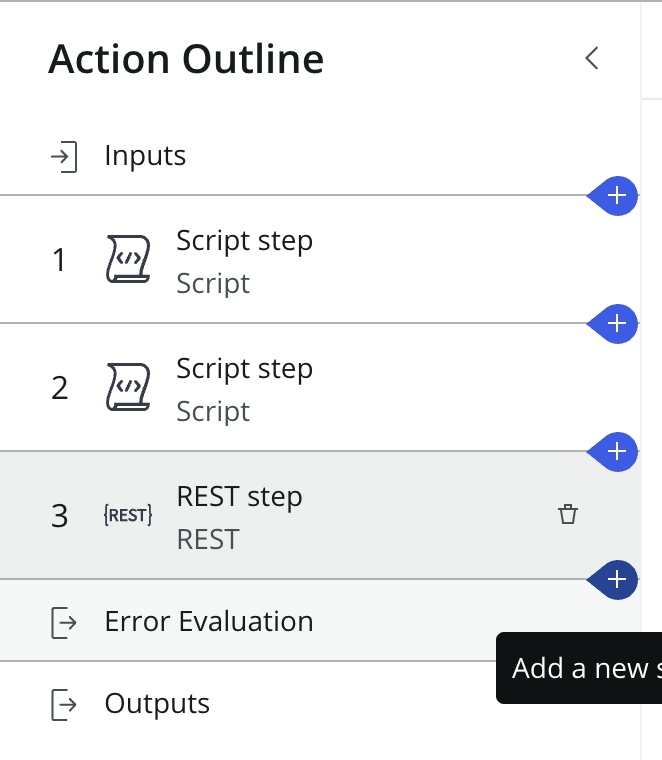 Action Outline
Inputs
1
Script step
Script
2
Script step
Script
3
{REST}
REST step
REST
Error Evaluation
Add a new
Outputs